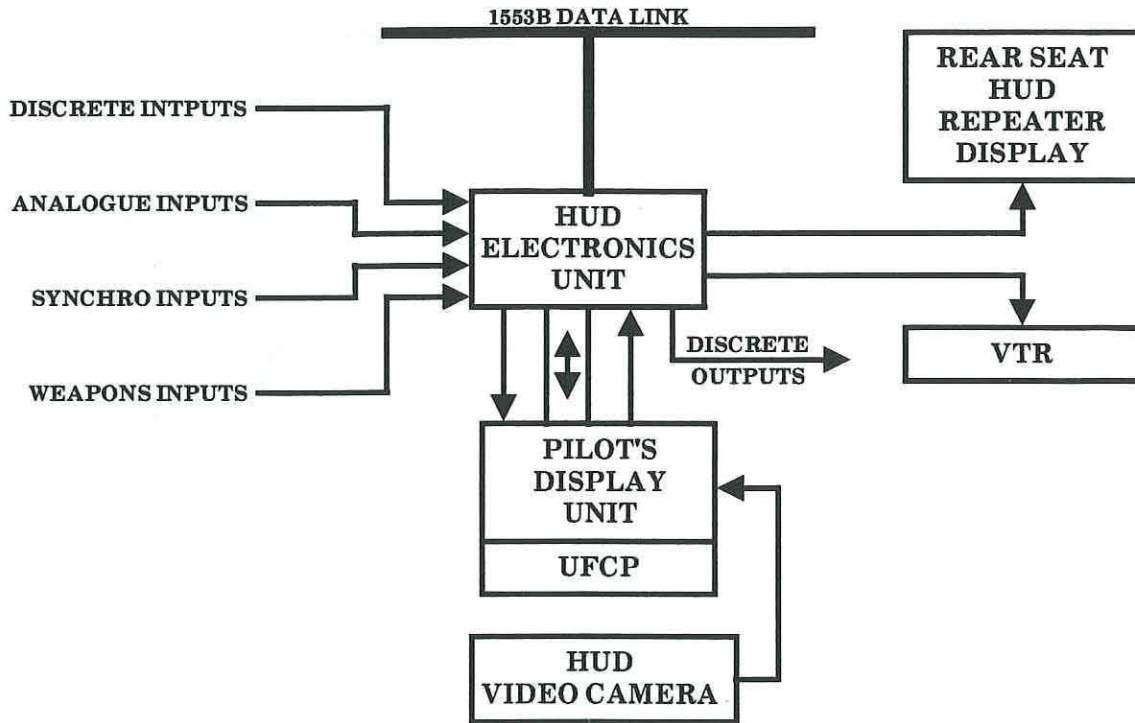 1553B DATA LINK
DISCRETE INTPUTS
ANALOGUE INPUTS
SYNCHRO INPUTS
WEAPONS INPUTS
HUD
ELECTRONICS
UNIT
REAR SEAT
HUD
REPEATER
DISPLAY
VTR
DISCRETE
OUTPUTS
PILOT'S
DISPLAY
UNIT
UFCP
HUD
VIDEO CAMERA